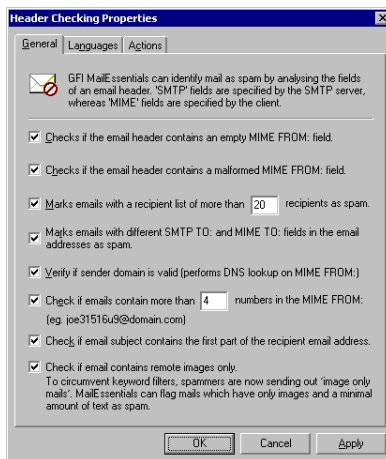 Header Checking Properties
General Languages Actions
GFI MailEssentials can identify mail as spam by analysing the fields
of an email header. 'SMTP' fields are specified by the SMTP server,
whereas 'MIME' fields are specified by the client.
Checks if the email header contains an empty MIME FROM: field.
Checks if the email header contains a malformed MIME FROM: field.
Marks emails with a recipient list of more than 20 recipients as spam.
Marks emails with different SMTP TO: and MIME TO: fields in the email
addresses as spam.
Verify if sender domain is valid (performs DNS lookup on MIME FROM:)
Check if emails contain more than 4 numbers in the MIME FROM:
(eg. joe31516u9@domain.com)
Check if email subject contains the first part of the recipient email address.
Check if email contains remote images only.
To circumvent keyword filters, spammers are now sending out 'image only
mails'. MailEssentials can flag mails which have only images and a minimal
amount of text as spam.
OK Cancel Apply